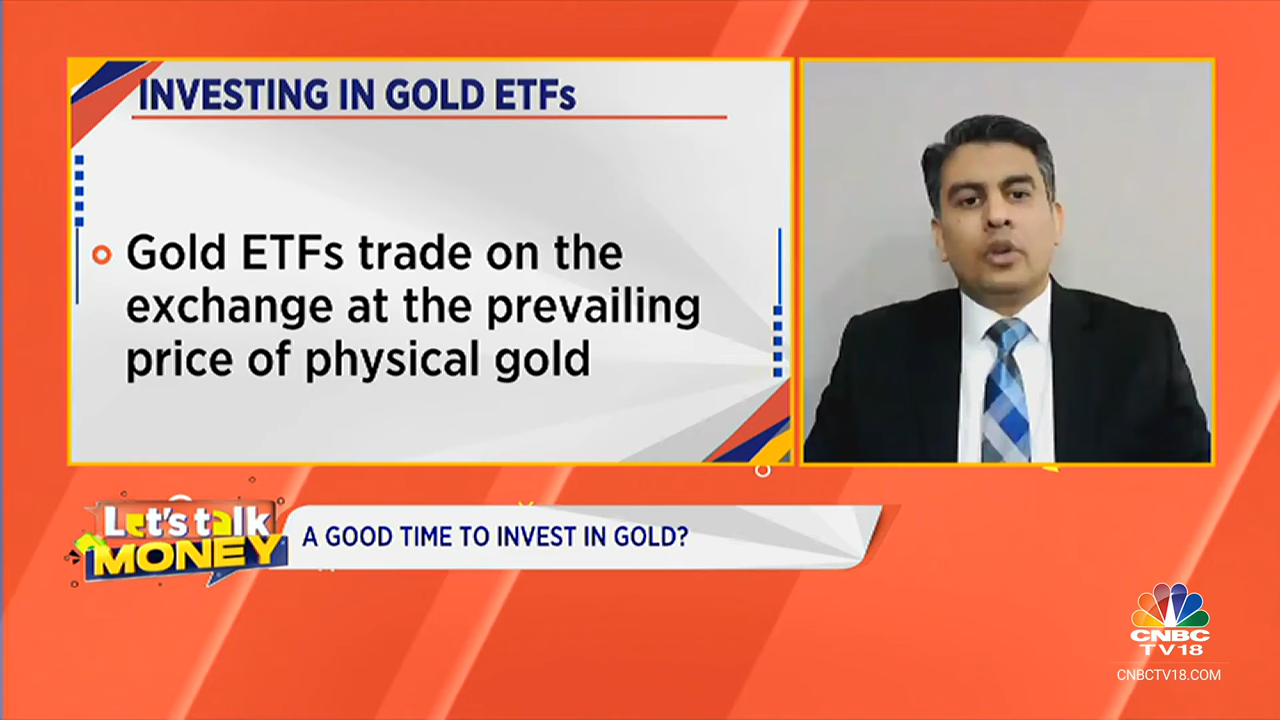 INVESTING IN GOLD ETFs
Gold ETFs trade on the
exchange at the prevailing
price of physical gold
Let's talk
MONEY
A GOOD TIME TO INVEST IN GOLD?
CNBC
TV18
CNBCTV18.COM